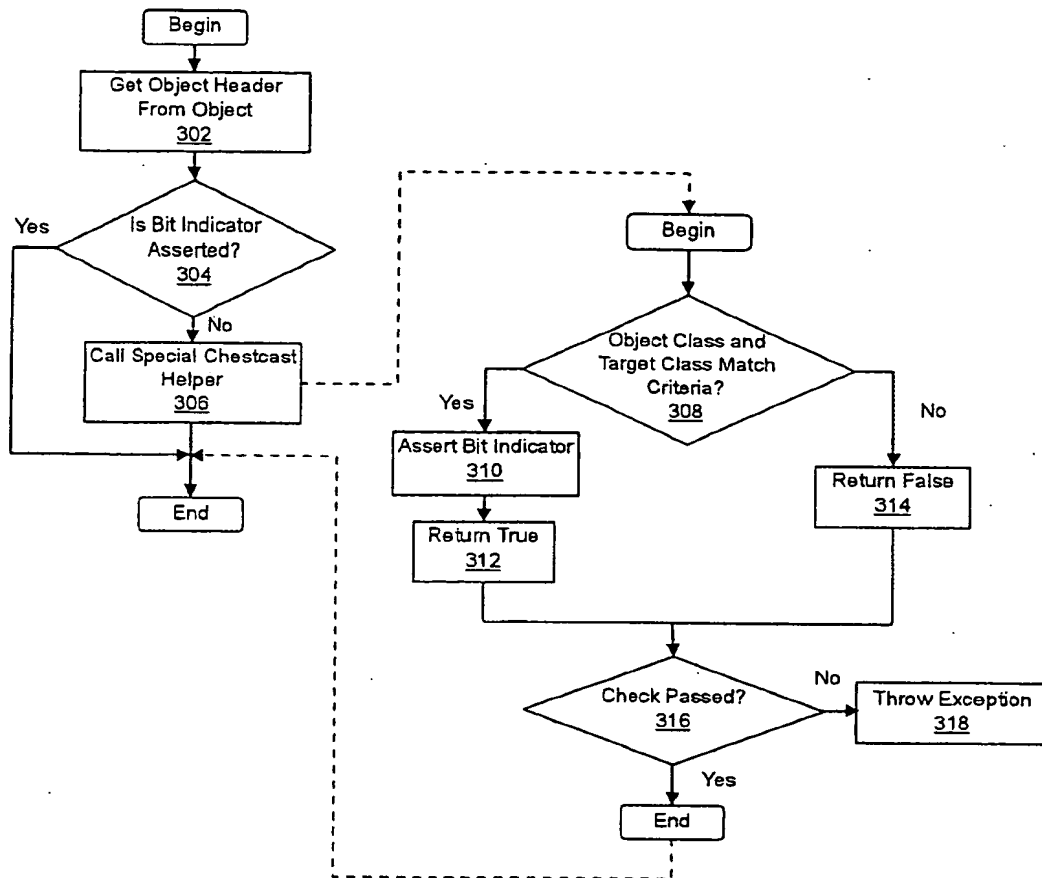 Begin
Get Object Header
From Object
302
Yes
Is Bit Indicator
Asserted?
304
No
Call Special Chestcast
Helper
306
End
Begin
Object Class and
Target Class Match
Criteria?
308
Yes
No
Assert Bit Indicator
310
Return True
312
Return False
314
Check Passed?
316
No
Throw Exception
318
Yes
End